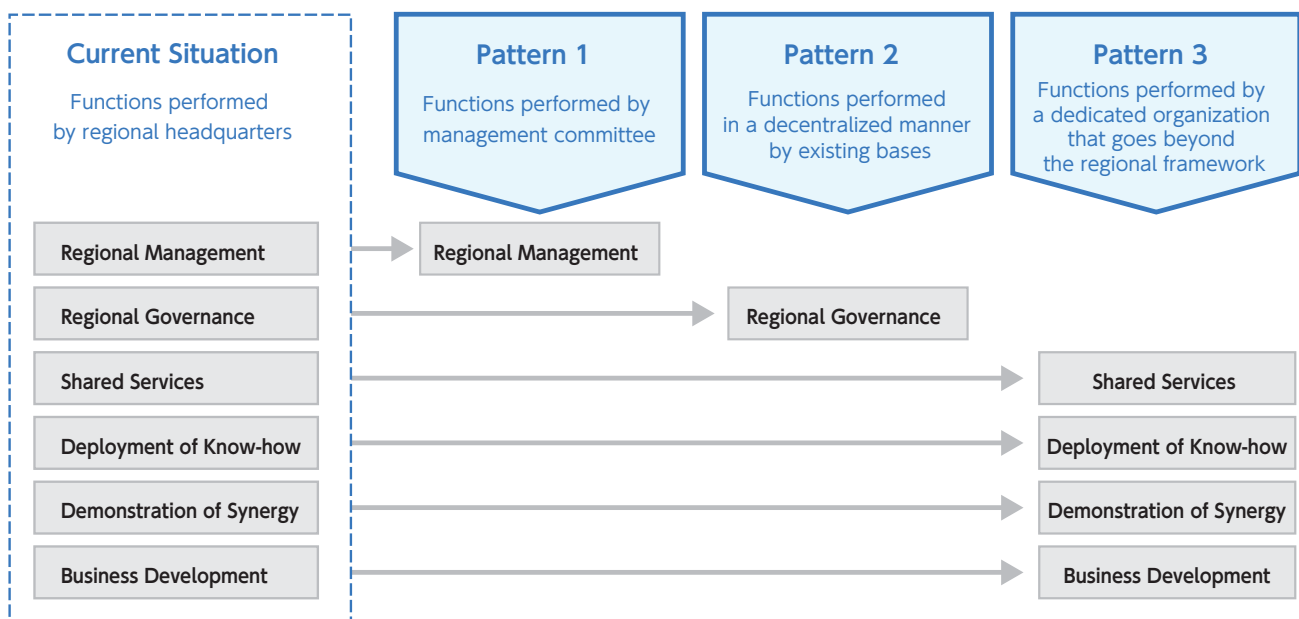 Current Situation
Functions performed
by regional headquarters
Pattern 1
Functions performed by
management committee
Pattern 2
Functions performed
in a decentralized manner
by existing bases
Pattern 3
Functions performed by
a dedicated organization
that goes beyond
the regional framework
Regional Management
Regional Management
Regional Governance
Regional Governance
Shared Services
Shared Services
Deployment of Know-how
Deployment of Know-how
Demonstration of Synergy
Demonstration of Synergy
Business Development
Business Development